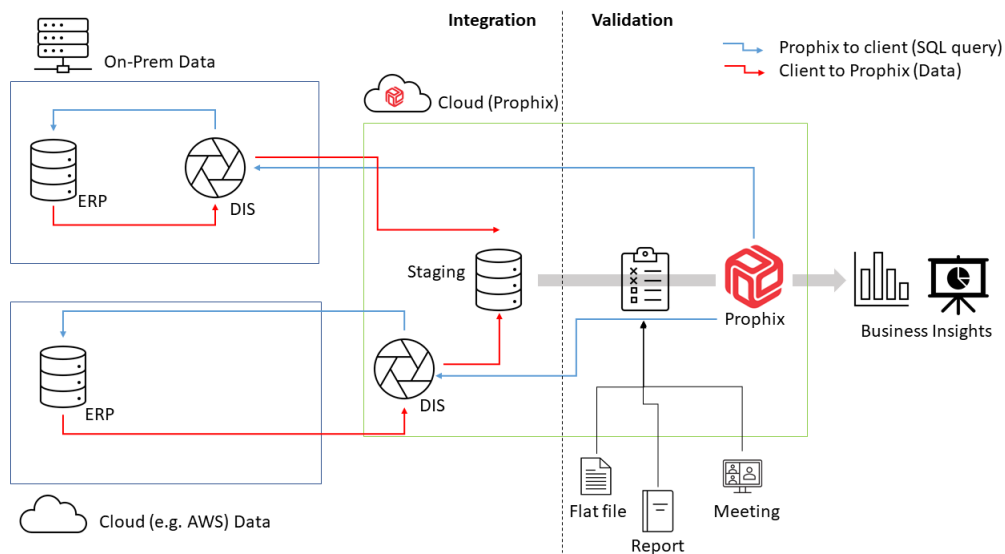 Integration
Validation
On-Prem Data
Prophix to client (SQL query)
Client to Prophix (Data)
Cloud (Prophix)
ERP
DIS
Staging
Prophix
Business Insights
ERP
DIS
Flat file
Report
Meeting
Cloud (e.g. AWS) Data